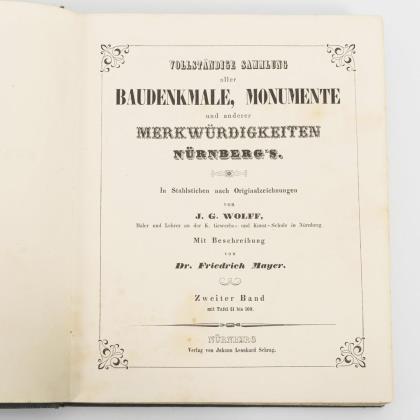 VOLLSTÄNDIGE SAMMLUNG
aller
BAUDENKMALE, MONUMENTE
und anderer
MERKWÜRDIGKEITEN
NÜRNBERG'S.
In Stahlstichen nach Originalzeichnungen
von
J. G. WOLFF,
Maler und Lehrer an der K. Gewerbs- und Kunst-Schule in Nürnberg.
Mit Beschreibung
von
Dr. Friedrich Mayer.
Zweiter Band
mit Tafel 51 bis 100.
NÜRNBERG
Verlag von Johann Leonhard Schrag.